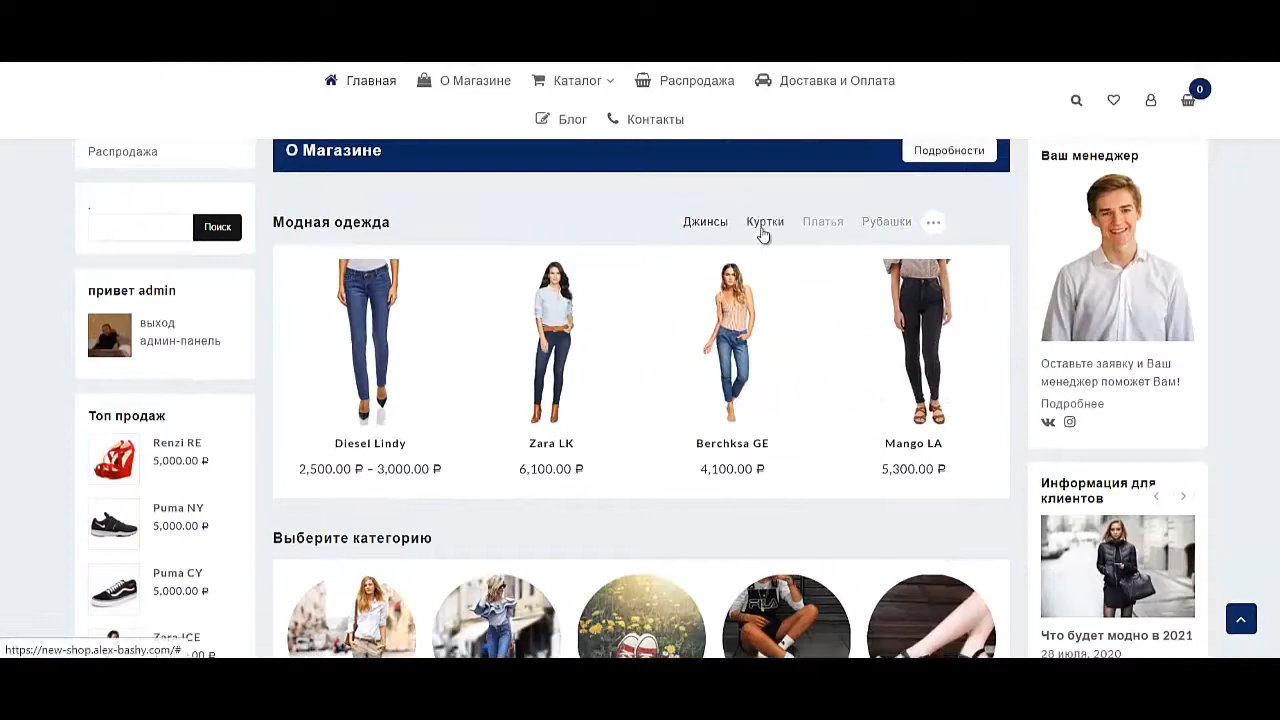 Главная
О Магазине
Каталог
Распродажа
Доставка и Оплата
Блог
Контакты
0
Распродажа
.
Поиск
привет admin
выход
админ-панель
Топ продаж
Renzi RE
5,000.00 ₽
Puma NY
5,000.00 ₽
Puma CY
5,000.00 ₽
Zara ICE
https://new-shop.alex-bashy.com/#
О Магазине
Подробности
Модная одежда
Джинсы
Куртки
Платья
Рубашки
Diesel Lindy
2,500.00 ₽ – 3,000.00 ₽
Zara LK
6,100.00 ₽
Berchksa GE
4,100.00 ₽
Mango LA
5,300.00 ₽
Выберите категорию
FILA
Ваш менеджер
Оставьте заявку и Ваш
менеджер поможет Вам!
Подробнее
Информация для
клиентов
Что будет модно в 2021
28 июля, 2020